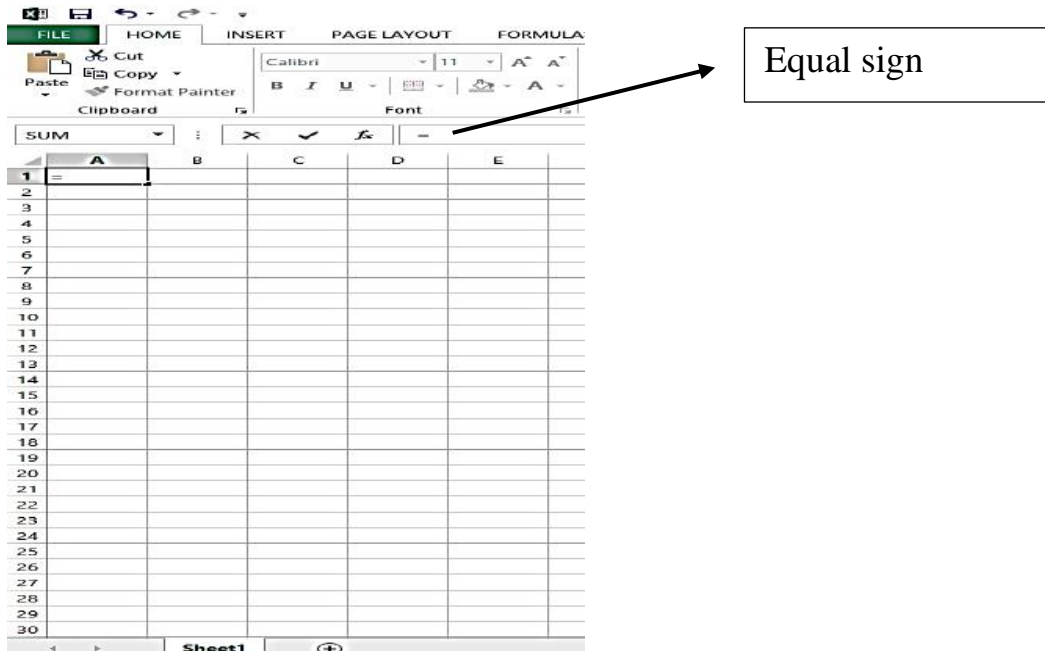 FILE HOME INSERT PAGE LAYOUT FORMULA
Cut
Copy
Paste
Format Painter
Calibri 11 A A
B I U A
Clipboard Font
SUM fx =
A B C D E
1 =
2
3
4
5
6
7
8
9
10
11
12
13
14
15
16
17
18
19
20
21
22
23
24
25
26
27
28
29
30
Sheet1
Equal sign